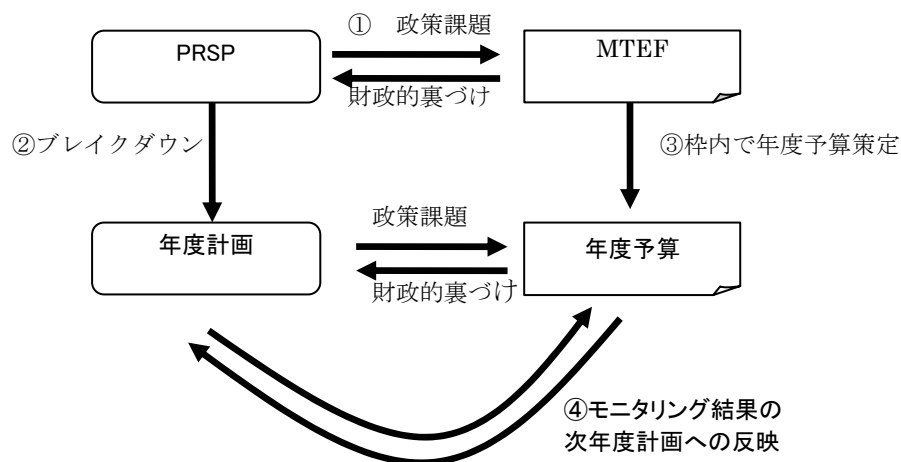 ① 政策課題
PRSP
MTEF
財政的裏づけ
②ブレイクダウン
③枠内で年度予算策定
政策課題
年度計画
年度予算
財政的裏づけ
④モニタリング結果の
次年度計画への反映